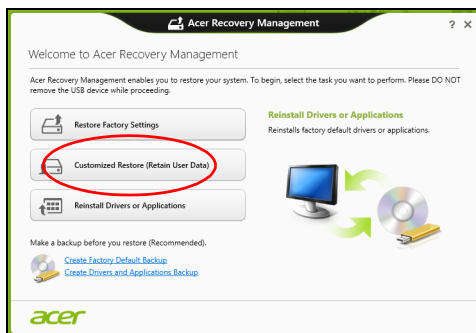 Acer Recovery Management
? X
Welcome to Acer Recovery Management
Acer Recovery Management enables you to restore your system. To begin, select the task you want to perform. Please DO NOT
remove the USB device while proceeding.
Restore Factory Settings
Customized Restore (Retain User Data)
Reinstall Drivers or Applications
Reinstall Drivers or Applications
Reinstalls factory default drivers or applications.
Make a backup before you restore (Recommended).
Create Factory Default Backup
Create Drivers and Applications Backup
acer